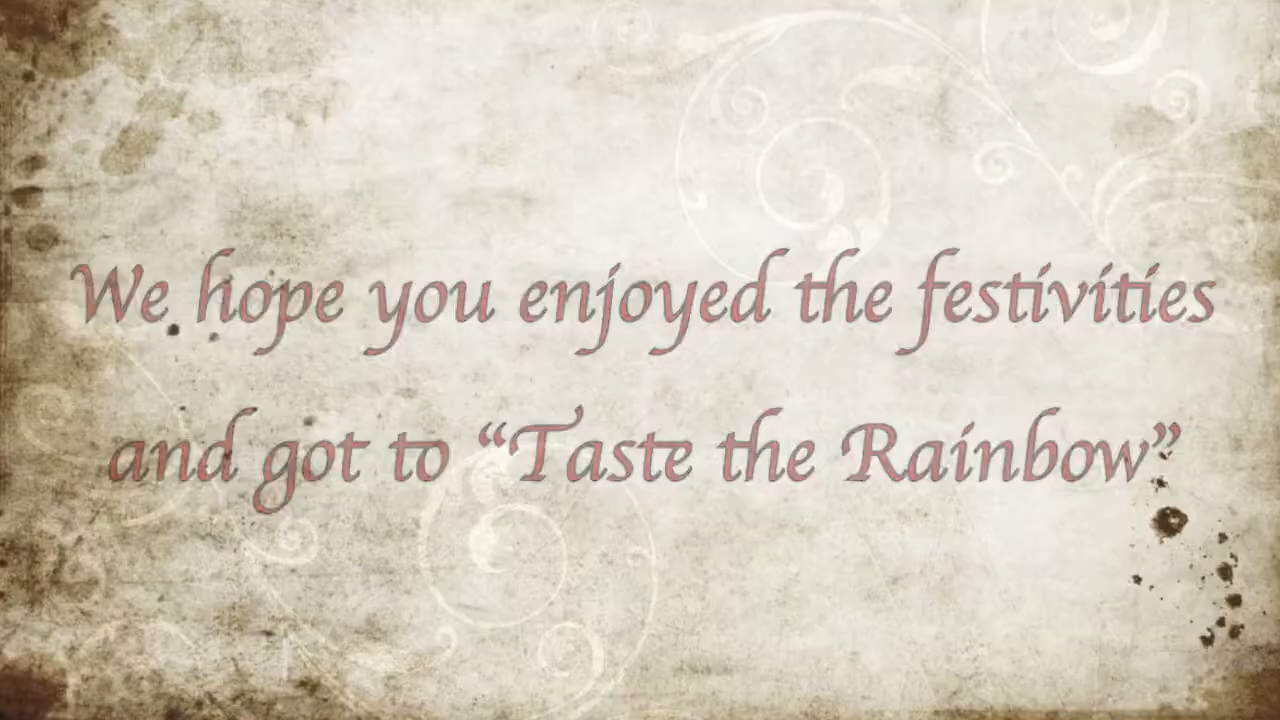 We hope you enjoyed the festivities
and got to “Taste the Rainbow”